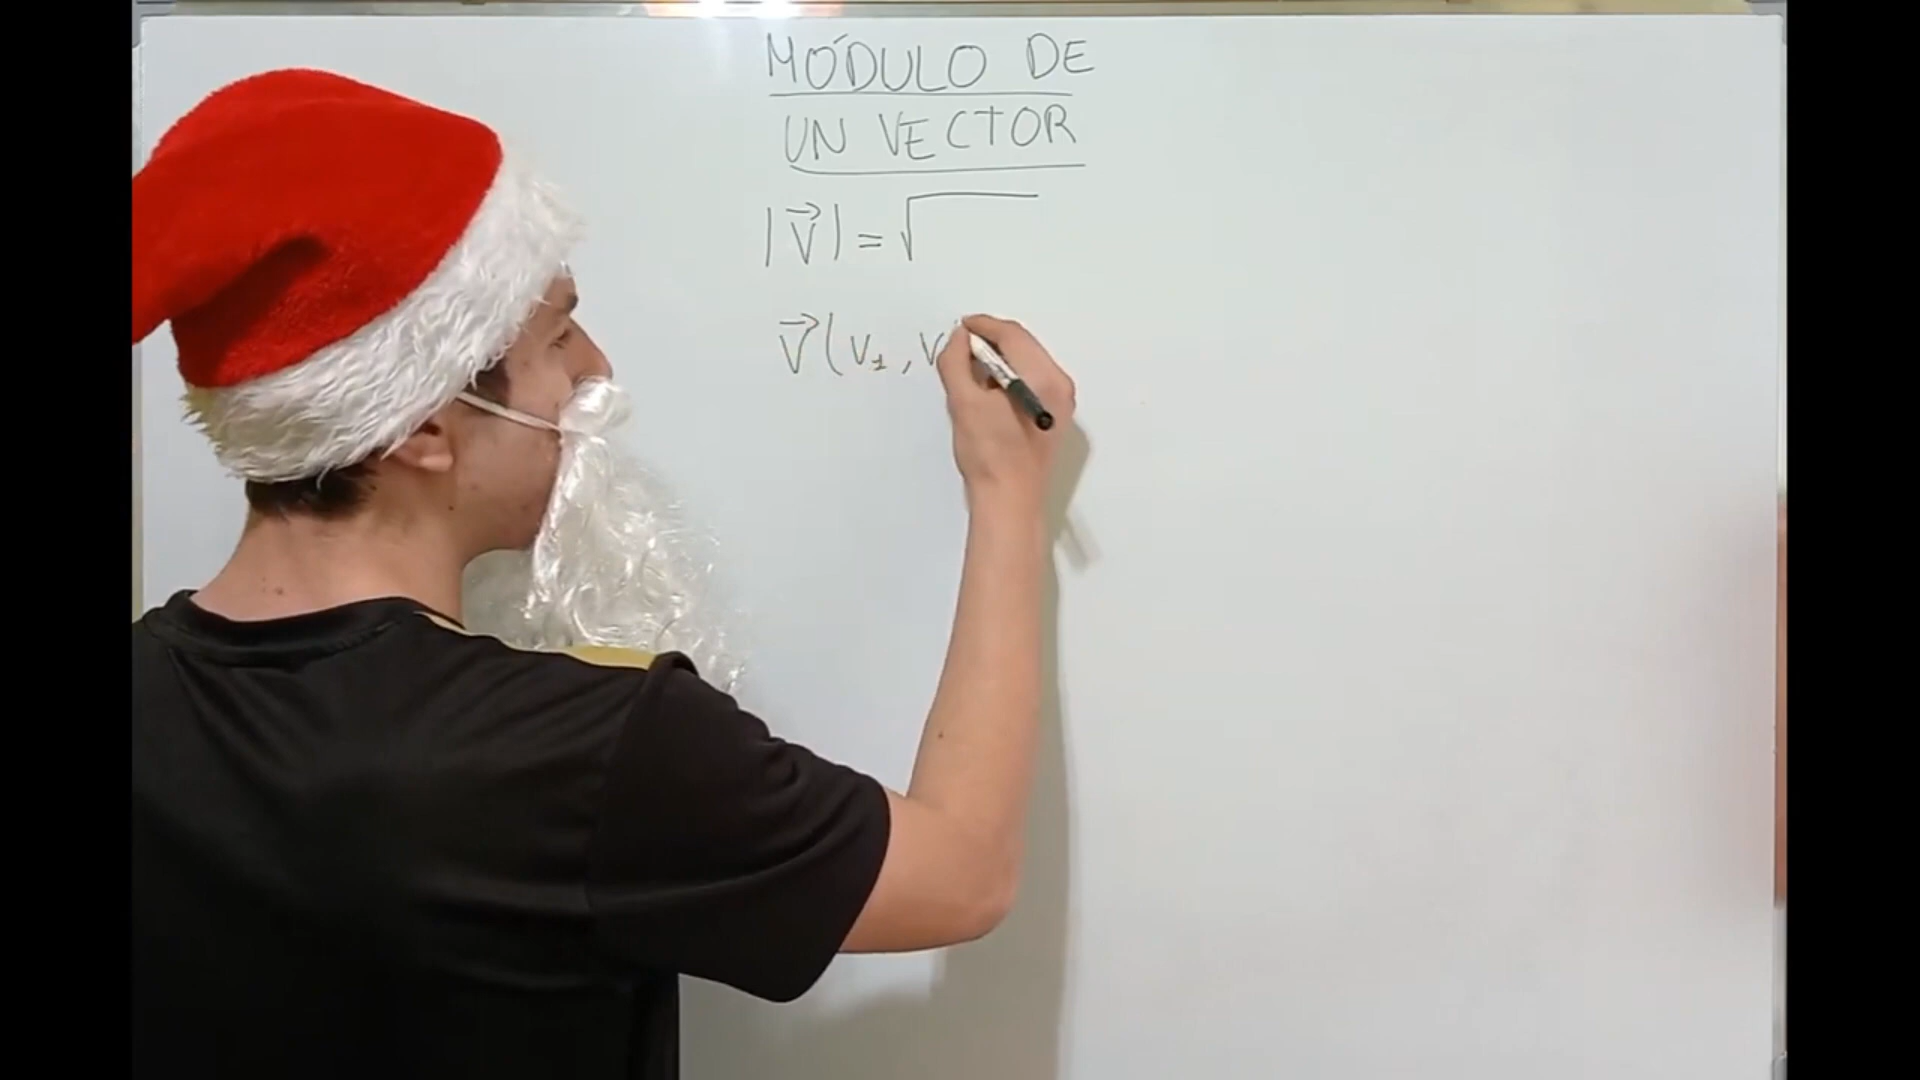 MÓDULO DE
UN VECTOR
|v⃗| = √
v⃗(v₁, v